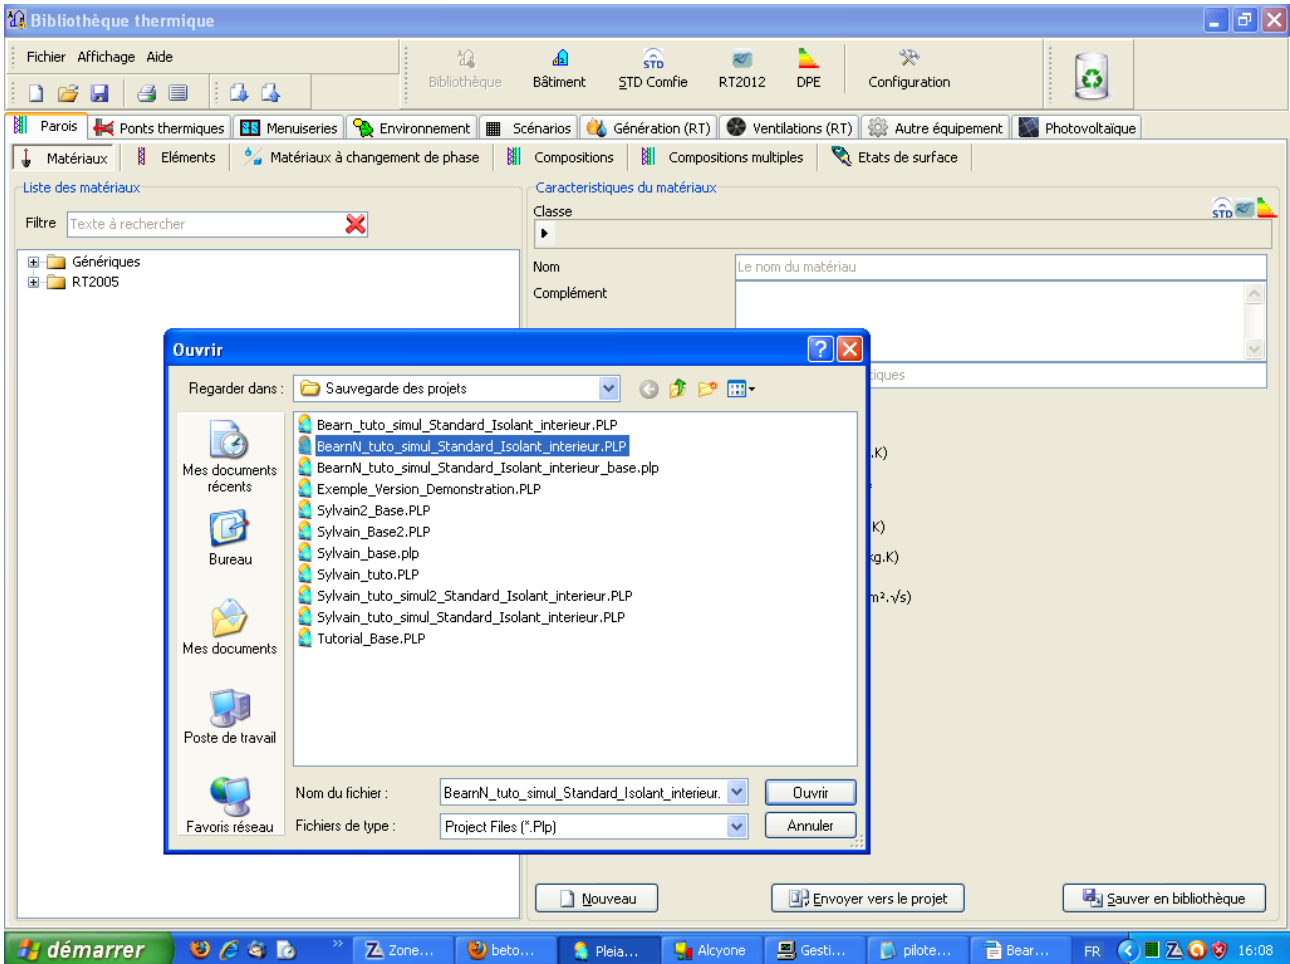 Bibliothèque thermique
Fichier Affichage Aide
Bibliothèque Bâtiment STD STD Comfie RT2012 DPE Configuration
Parois Ponts thermiques Menuiseries Environnement Scénarios Génération (RT) Ventilations (RT) Autre équipement Photovoltaïque
Matériaux Eléments Matériaux à changement de phase Compositions Compositions multiples Etats de surface
Liste des matériaux
Filtre Texte à rechercher
Génériques
RT2005
Caracteristiques du matériaux
Classe
STD
Nom Le nom du matériau
Complément
iques
.K)
K)
kg.K)
m².√s)
Ouvrir
Regarder dans : Sauvegarde des projets
Mes documents récents
Bureau
Mes documents
Poste de travail
Favoris réseau
Bearn_tuto_simul_Standard_Isolant_interieur.PLP
BearnN_tuto_simul_Standard_Isolant_interieur.PLP
BearnN_tuto_simul_Standard_Isolant_interieur_base.plp
Exemple_Version_Demonstration.PLP
Sylvain2_Base.PLP
Sylvain_Base2.PLP
Sylvain_base.plp
Sylvain_tuto.PLP
Sylvain_tuto_simul2_Standard_Isolant_interieur.PLP
Sylvain_tuto_simul_Standard_Isolant_interieur.PLP
Tutorial_Base.PLP
Nom du fichier : BearnN_tuto_simul_Standard_Isolant_interieur. Ouvrir
Fichiers de type : Project Files (*.Plp) Annuler
Nouveau Envoyer vers le projet Sauver en bibliothèque
démarrer » Zone... beto... Pleia... Alcyone Gesti... pilote... Bear... FR 16:08